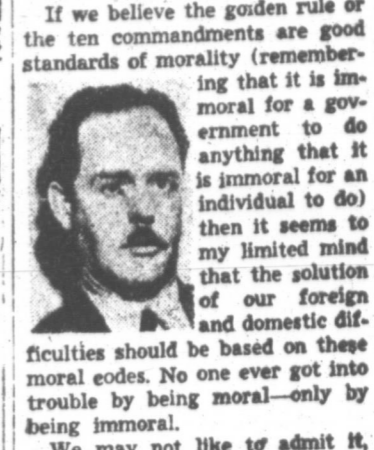 If we believe the golden rule or
the ten commandments are good
standards of morality (remember-
ing that it is im-
moral for a gov-
ernment to do
anything that it
is immoral for an
individual to do)
then it seems to
my limited mind
that the solution
of our foreign
and domestic dif-
ficulties should be based on these
moral codes. No one ever got into
trouble by being moral—only by
being immoral.
We may not like to admit it,